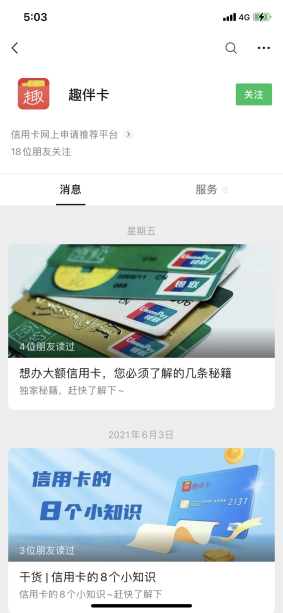 5:03
4G
趣
趣伴卡
关注
信用卡网上申请推荐平台
18位朋友关注
消息
服务
星期五
UnionPay
银联
4位朋友读过
想办大额信用卡，您必须了解的几条秘籍
独家秘籍，赶快了解下~
2021年6月3日
信用卡的
8个小知识
趣伴卡
2131
3位朋友读过
干货 | 信用卡的8个小知识
信用卡的8个小知识~赶快了解下